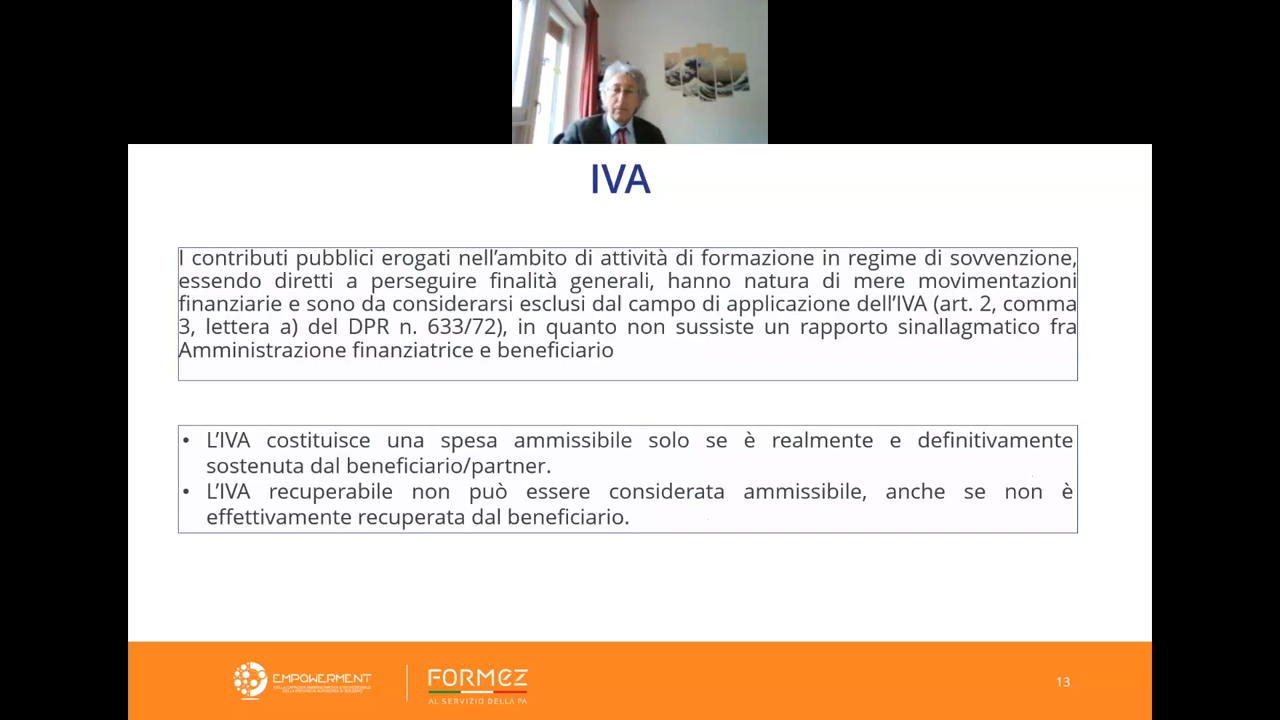 IVA
I contributi pubblici erogati nell’ambito di attività di formazione in regime di sovvenzione,
essendo diretti a perseguire finalità generali, hanno natura di mere movimentazioni
finanziarie e sono da considerarsi esclusi dal campo di applicazione dell’IVA (art. 2, comma
3, lettera a) del DPR n. 633/72), in quanto non sussiste un rapporto sinallagmatico fra
Amministrazione finanziatrice e beneficiario
• L’IVA costituisce una spesa ammissibile solo se è realmente e definitivamente
sostenuta dal beneficiario/partner.
• L’IVA recuperabile non può essere considerata ammissibile, anche se non è
effettivamente recuperata dal beneficiario.
EMPOWERMENT
FORMEZ
AL SERVIZIO DELLA PA
13